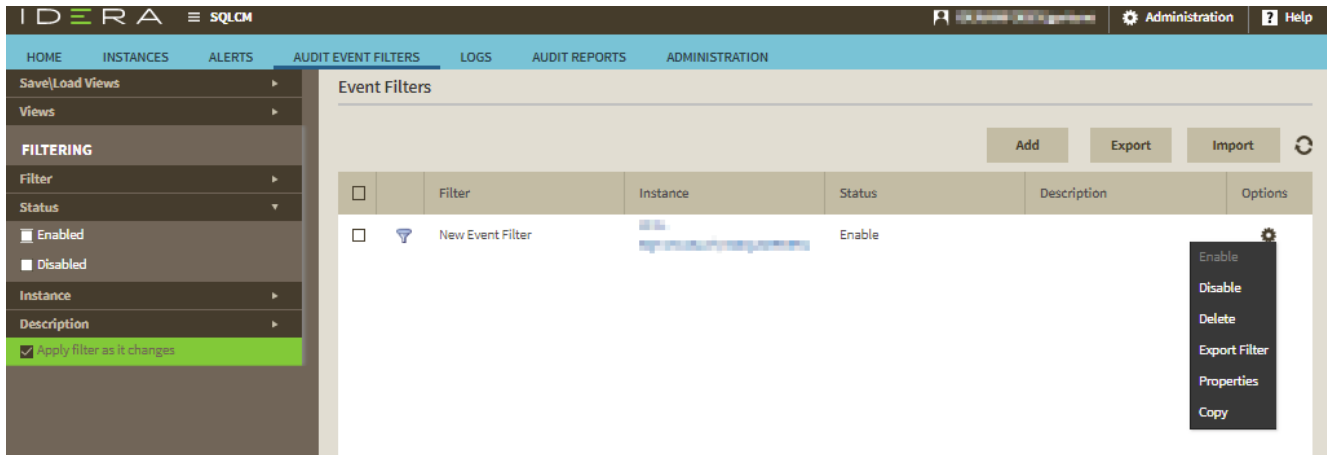 IDERA
≡ SQLCM
Administration
? Help
HOME
INSTANCES
ALERTS
AUDIT EVENT FILTERS
LOGS
AUDIT REPORTS
ADMINISTRATION
Save\Load Views
Views
FILTERING
Filter
Status
Enabled
Disabled
Instance
Description
Apply filter as it changes
Event Filters
Add
Export
Import
Filter
Instance
Status
Description
Options
New Event Filter
Enable
Enable
Disable
Delete
Export Filter
Properties
Copy